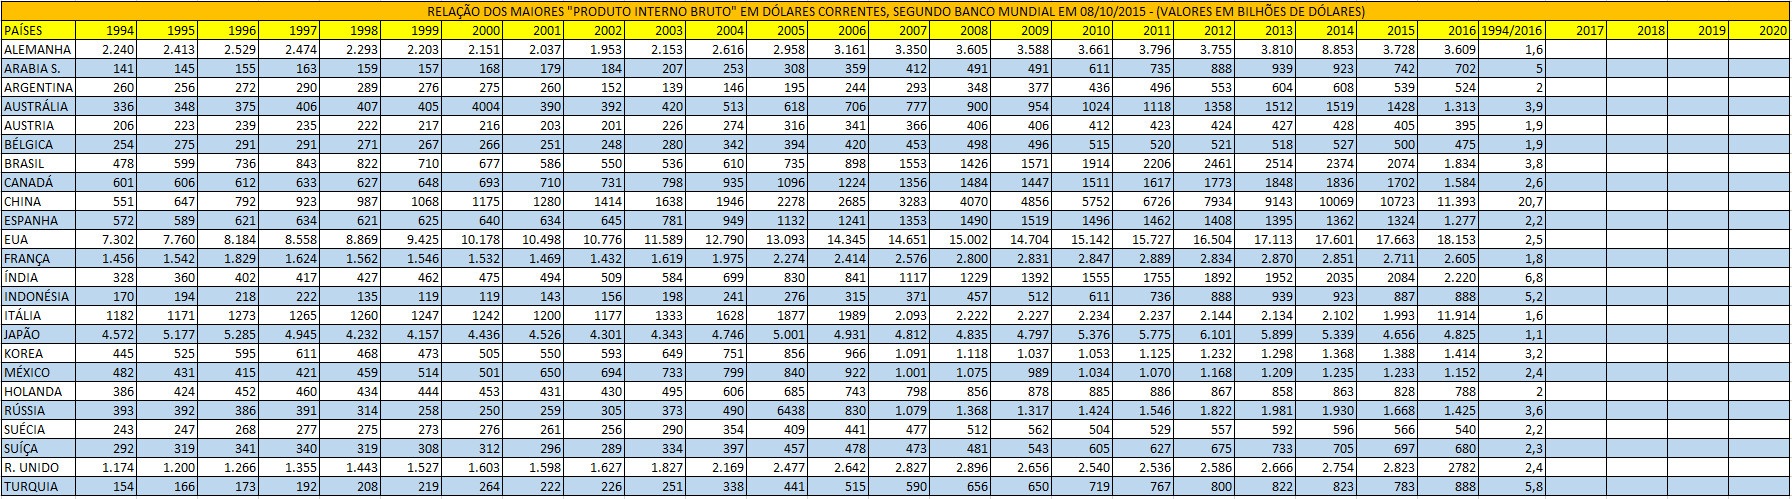 RELAÇÃO DOS MAIORES "PRODUTO INTERNO BRUTO" EM DÓLARES CORRENTES, SEGUNDO BANCO MUNDIAL EM 08/10/2015 - (VALORES EM BILHÕES DE DÓLARES)
PAÍSES 1994 1995 1996 1997 1998 1999 2000 2001 2002 2003 2004 2005 2006 2007 2008 2009 2010 2011 2012 2013 2014 2015 2016 1994/2016 2017 2018 2019 2020
ALEMANHA 2.240 2.413 2.529 2.474 2.293 2.203 2.151 2.037 1.953 2.153 2.616 2.958 3.161 3.350 3.605 3.588 3.661 3.796 3.755 3.810 8.853 3.728 3.609 1,6
ARABIA S. 141 145 155 163 159 157 168 179 184 207 253 308 359 412 491 491 611 735 888 939 923 742 702 5
ARGENTINA 260 256 272 290 289 276 275 260 152 139 146 195 244 293 348 377 436 496 553 604 608 539 524 2
AUSTRÁLIA 336 348 375 406 407 405 4004 390 392 420 513 618 706 777 900 954 1024 1118 1358 1512 1519 1428 1.313 3,9
AUSTRIA 206 223 239 235 222 217 216 203 201 226 274 316 341 366 406 406 412 423 424 427 428 405 395 1,9
BÉLGICA 254 275 291 291 271 267 266 251 248 280 342 394 420 453 498 496 515 520 521 518 527 500 475 1,9
BRASIL 478 599 736 843 822 710 677 586 550 536 610 735 898 1553 1426 1571 1914 2206 2461 2514 2374 2074 1.834 3,8
CANADÁ 601 606 612 633 627 648 693 710 731 798 935 1096 1224 1356 1484 1447 1511 1617 1773 1848 1836 1702 1.584 2,6
CHINA 551 647 792 923 987 1068 1175 1280 1414 1638 1946 2278 2685 3283 4070 4856 5752 6726 7934 9143 10069 10723 11.393 20,7
ESPANHA 572 589 621 634 621 625 640 634 645 781 949 1132 1241 1353 1490 1519 1496 1462 1408 1395 1362 1324 1.277 2,2
EUA 7.302 7.760 8.184 8.558 8.869 9.425 10.178 10.498 10.776 11.589 12.790 13.093 14.345 14.651 15.002 14.704 15.142 15.727 16.504 17.113 17.601 17.663 18.153 2,5
FRANÇA 1.456 1.542 1.829 1.624 1.562 1.546 1.532 1.469 1.432 1.619 1.975 2.274 2.414 2.576 2.800 2.831 2.847 2.889 2.834 2.870 2.851 2.711 2.605 1,8
ÍNDIA 328 360 402 417 427 462 475 494 509 584 699 830 841 1117 1229 1392 1555 1755 1892 1952 2035 2084 2.220 6,8
INDONÉSIA 170 194 218 222 135 119 119 143 156 198 241 276 315 371 457 512 611 736 888 939 923 887 888 5,2
ITÁLIA 1182 1171 1273 1265 1260 1247 1242 1200 1177 1333 1628 1877 1989 2.093 2.222 2.227 2.234 2.237 2.144 2.134 2.102 1.993 11.914 1,6
JAPÃO 4.572 5.177 5.285 4.945 4.232 4.157 4.436 4.526 4.301 4.343 4.746 5.001 4.931 4.812 4.835 4.797 5.376 5.775 6.101 5.899 5.339 4.656 4.825 1,1
KOREA 445 525 595 611 468 473 505 550 593 649 751 856 966 1.091 1.118 1.037 1.053 1.125 1.232 1.298 1.368 1.388 1.414 3,2
MÉXICO 482 431 415 421 459 514 501 650 694 733 799 840 922 1.001 1.075 989 1.034 1.070 1.168 1.209 1.235 1.233 1.152 2,4
HOLANDA 386 424 452 460 434 444 453 431 430 495 606 685 743 798 856 878 885 886 867 858 863 828 788 2
RÚSSIA 393 392 386 391 314 258 250 259 305 373 490 6438 830 1.079 1.368 1.317 1.424 1.546 1.822 1.981 1.930 1.668 1.425 3,6
SUÉCIA 243 247 268 277 275 273 276 261 256 290 354 409 441 477 512 562 504 529 557 592 596 566 540 2,2
SUÍÇA 292 319 341 340 319 308 312 296 289 334 397 457 478 473 481 543 605 627 675 733 705 697 680 2,3
R. UNIDO 1.174 1.200 1.266 1.355 1.443 1.527 1.603 1.598 1.627 1.827 2.169 2.477 2.642 2.827 2.896 2.656 2.540 2.536 2.586 2.666 2.754 2.823 2782 2,4
TURQUIA 154 166 173 192 208 219 264 222 226 251 338 441 515 590 656 650 719 767 800 822 823 783 888 5,8